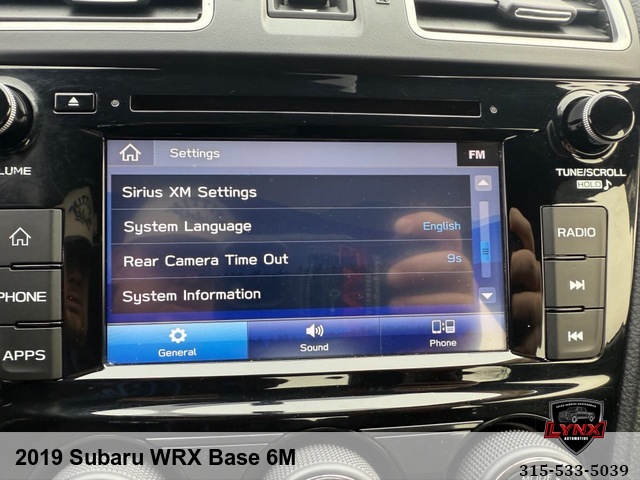 Settings
FM
Sirius XM Settings
System Language
English
Rear Camera Time Out
9s
System Information
General
Sound
Phone
TUNE/SCROLL
HOLD
RADIO
PHONE
APPS
LYNX
AUTOMOTIVE
2019 Subaru WRX Base 6M
315-533-5039